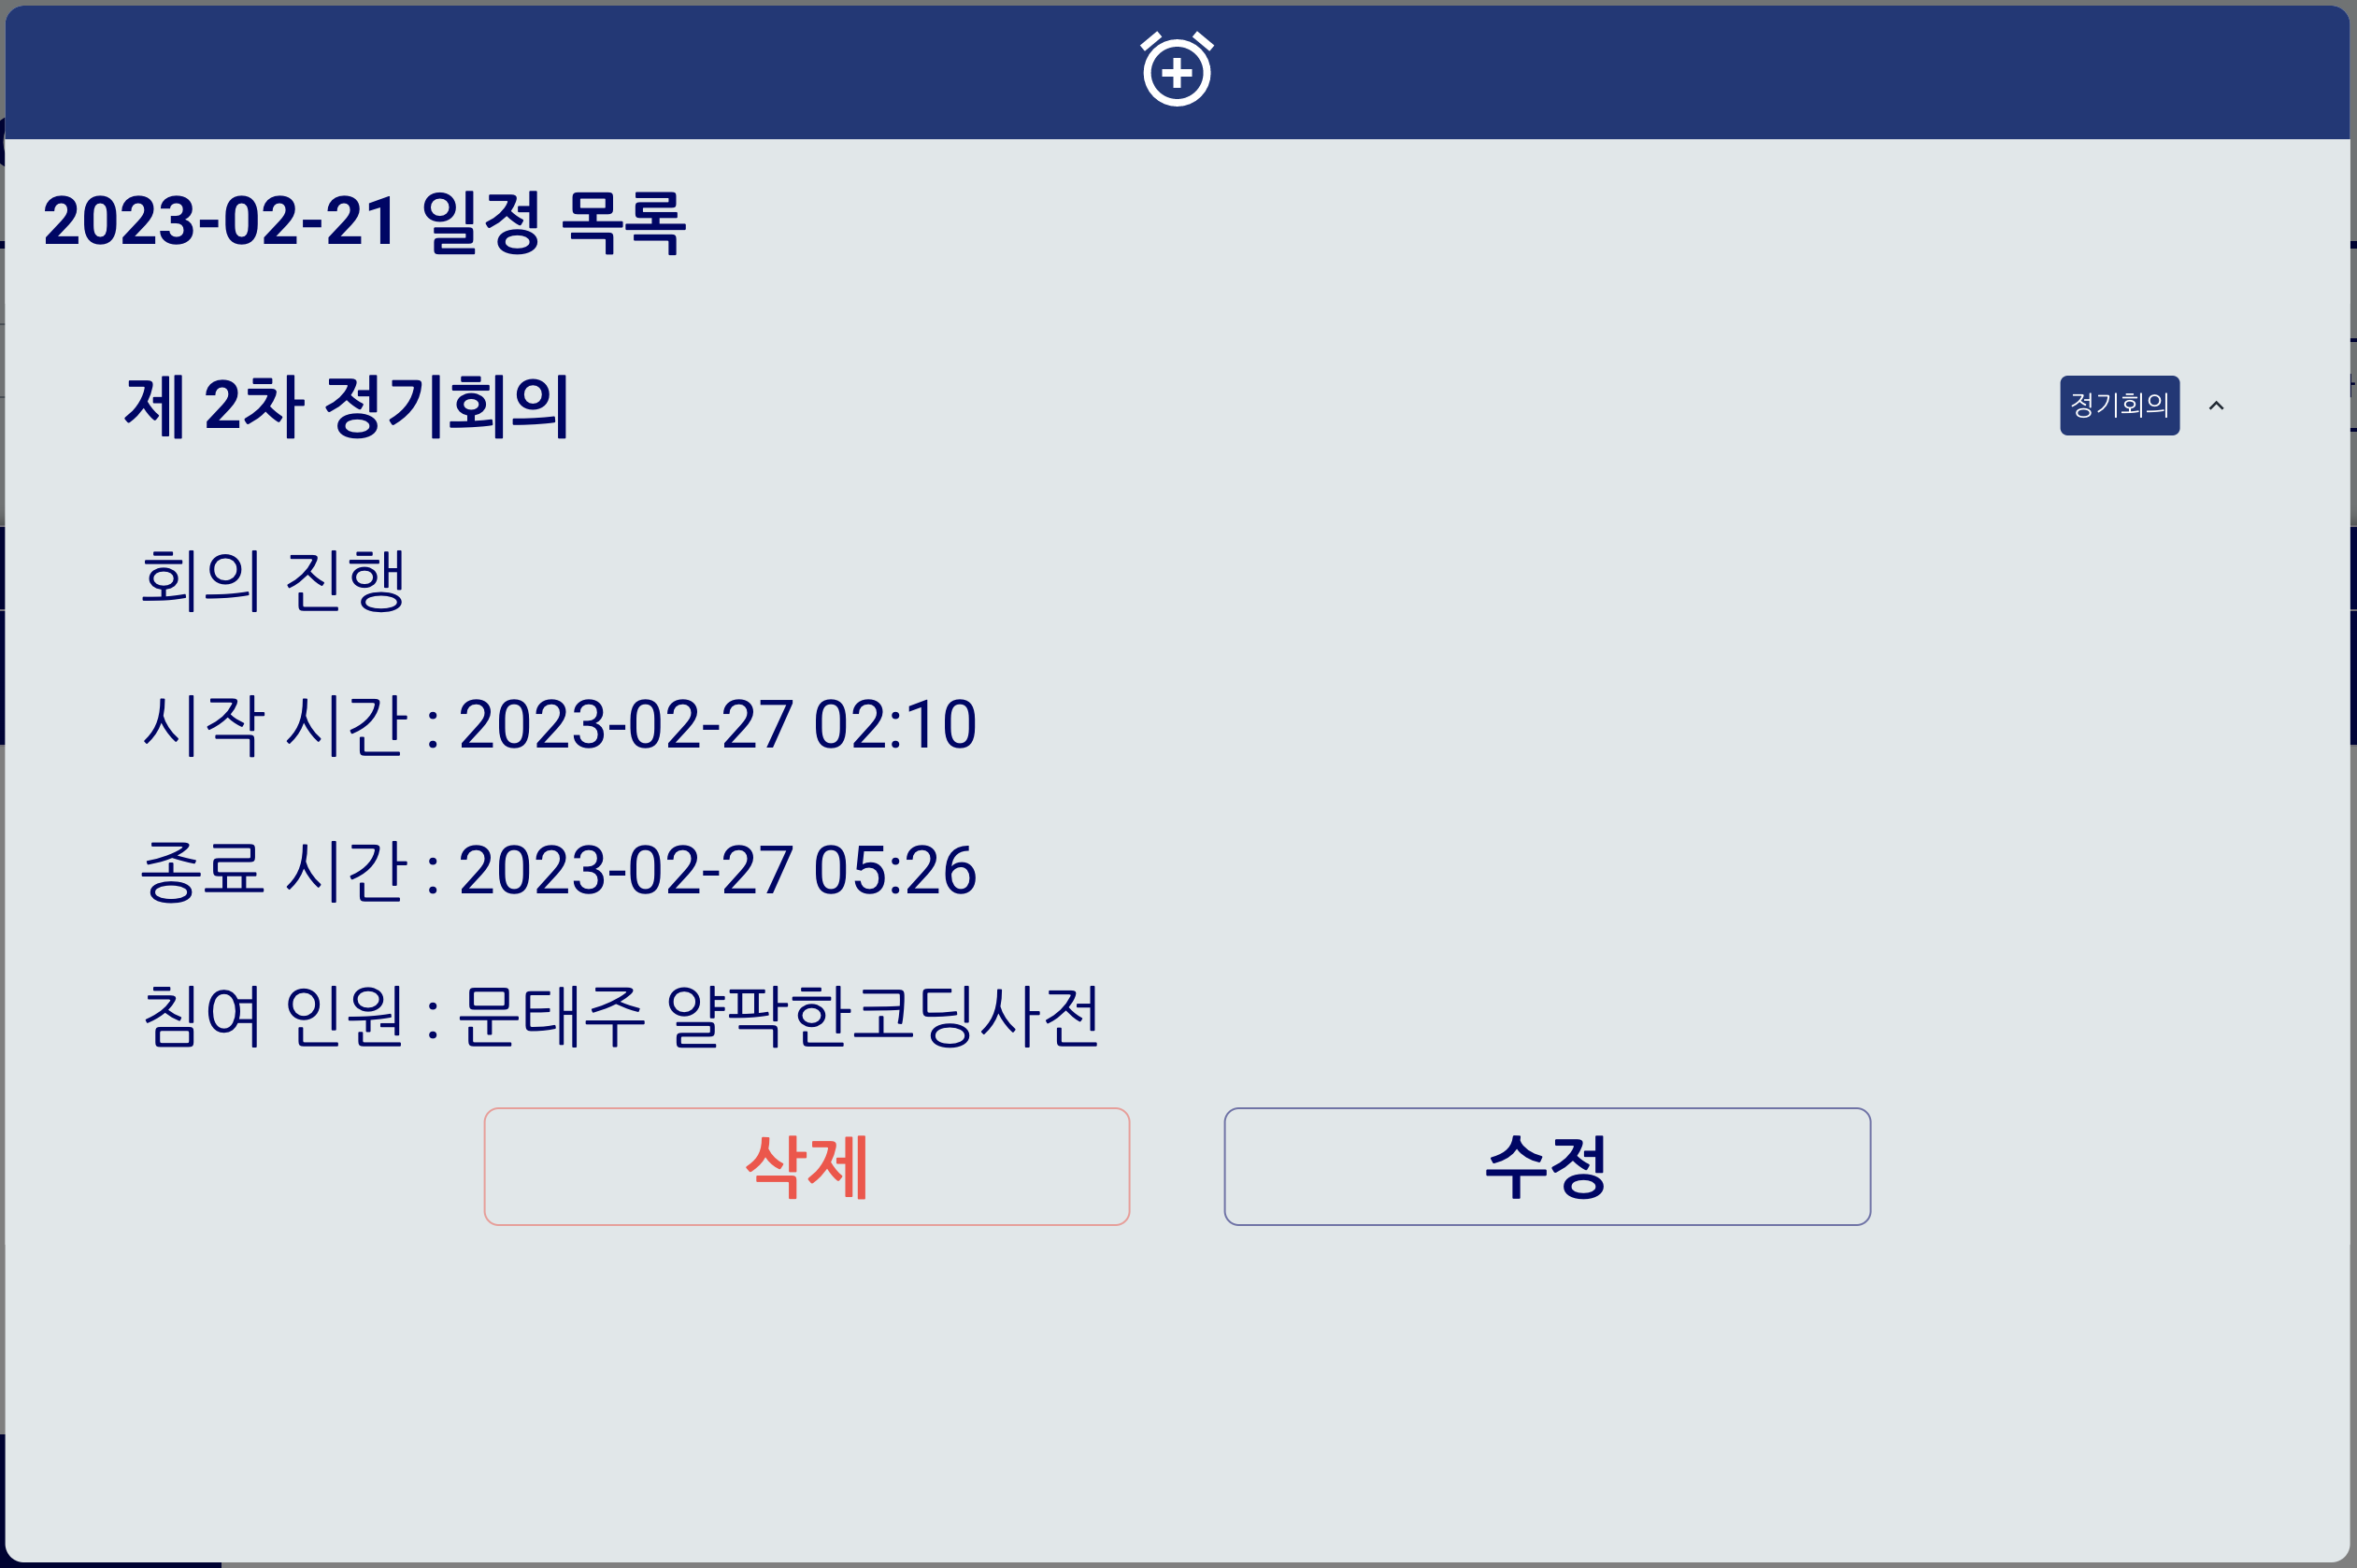 2023-02-21 일정 목록
제 2차 정기회의
정기회의
회의 진행
시작 시간 : 2023-02-27 02:10
종료 시간 : 2023-02-27 05:26
침여 인원 : 문태주 얄팍한코딩사전
삭제
수정